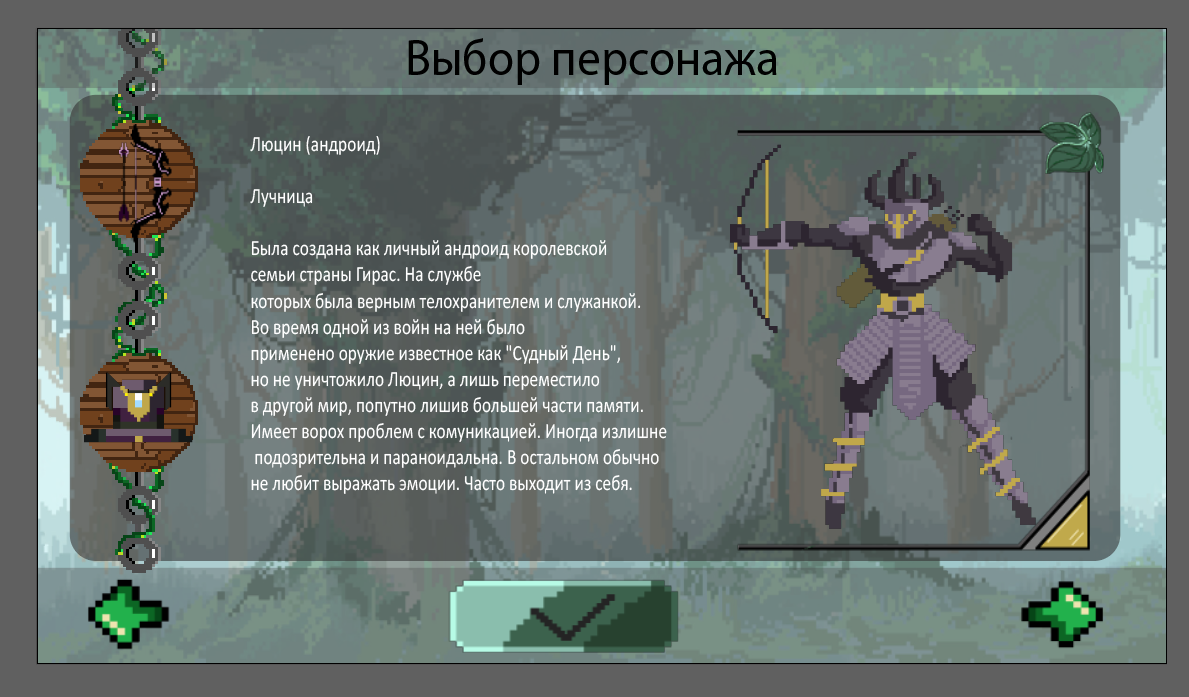 Выбор персонажа
Люцин (андроид)
Лучница
Была создана как личный андроид королевской
семьи страны Гирас. На службе
которых была верным телохранителем и служанкой.
Во время одной из войн на ней было
применено оружие известное как "Судный День",
но не уничтожило Люцин, а лишь переместило
в другой мир, попутно лишив большей части памяти.
Имеет ворох проблем с комуникацией. Иногда излишне
подозрительна и параноидальна. В остальном обычно
не любит выражать эмоции. Часто выходит из себя.